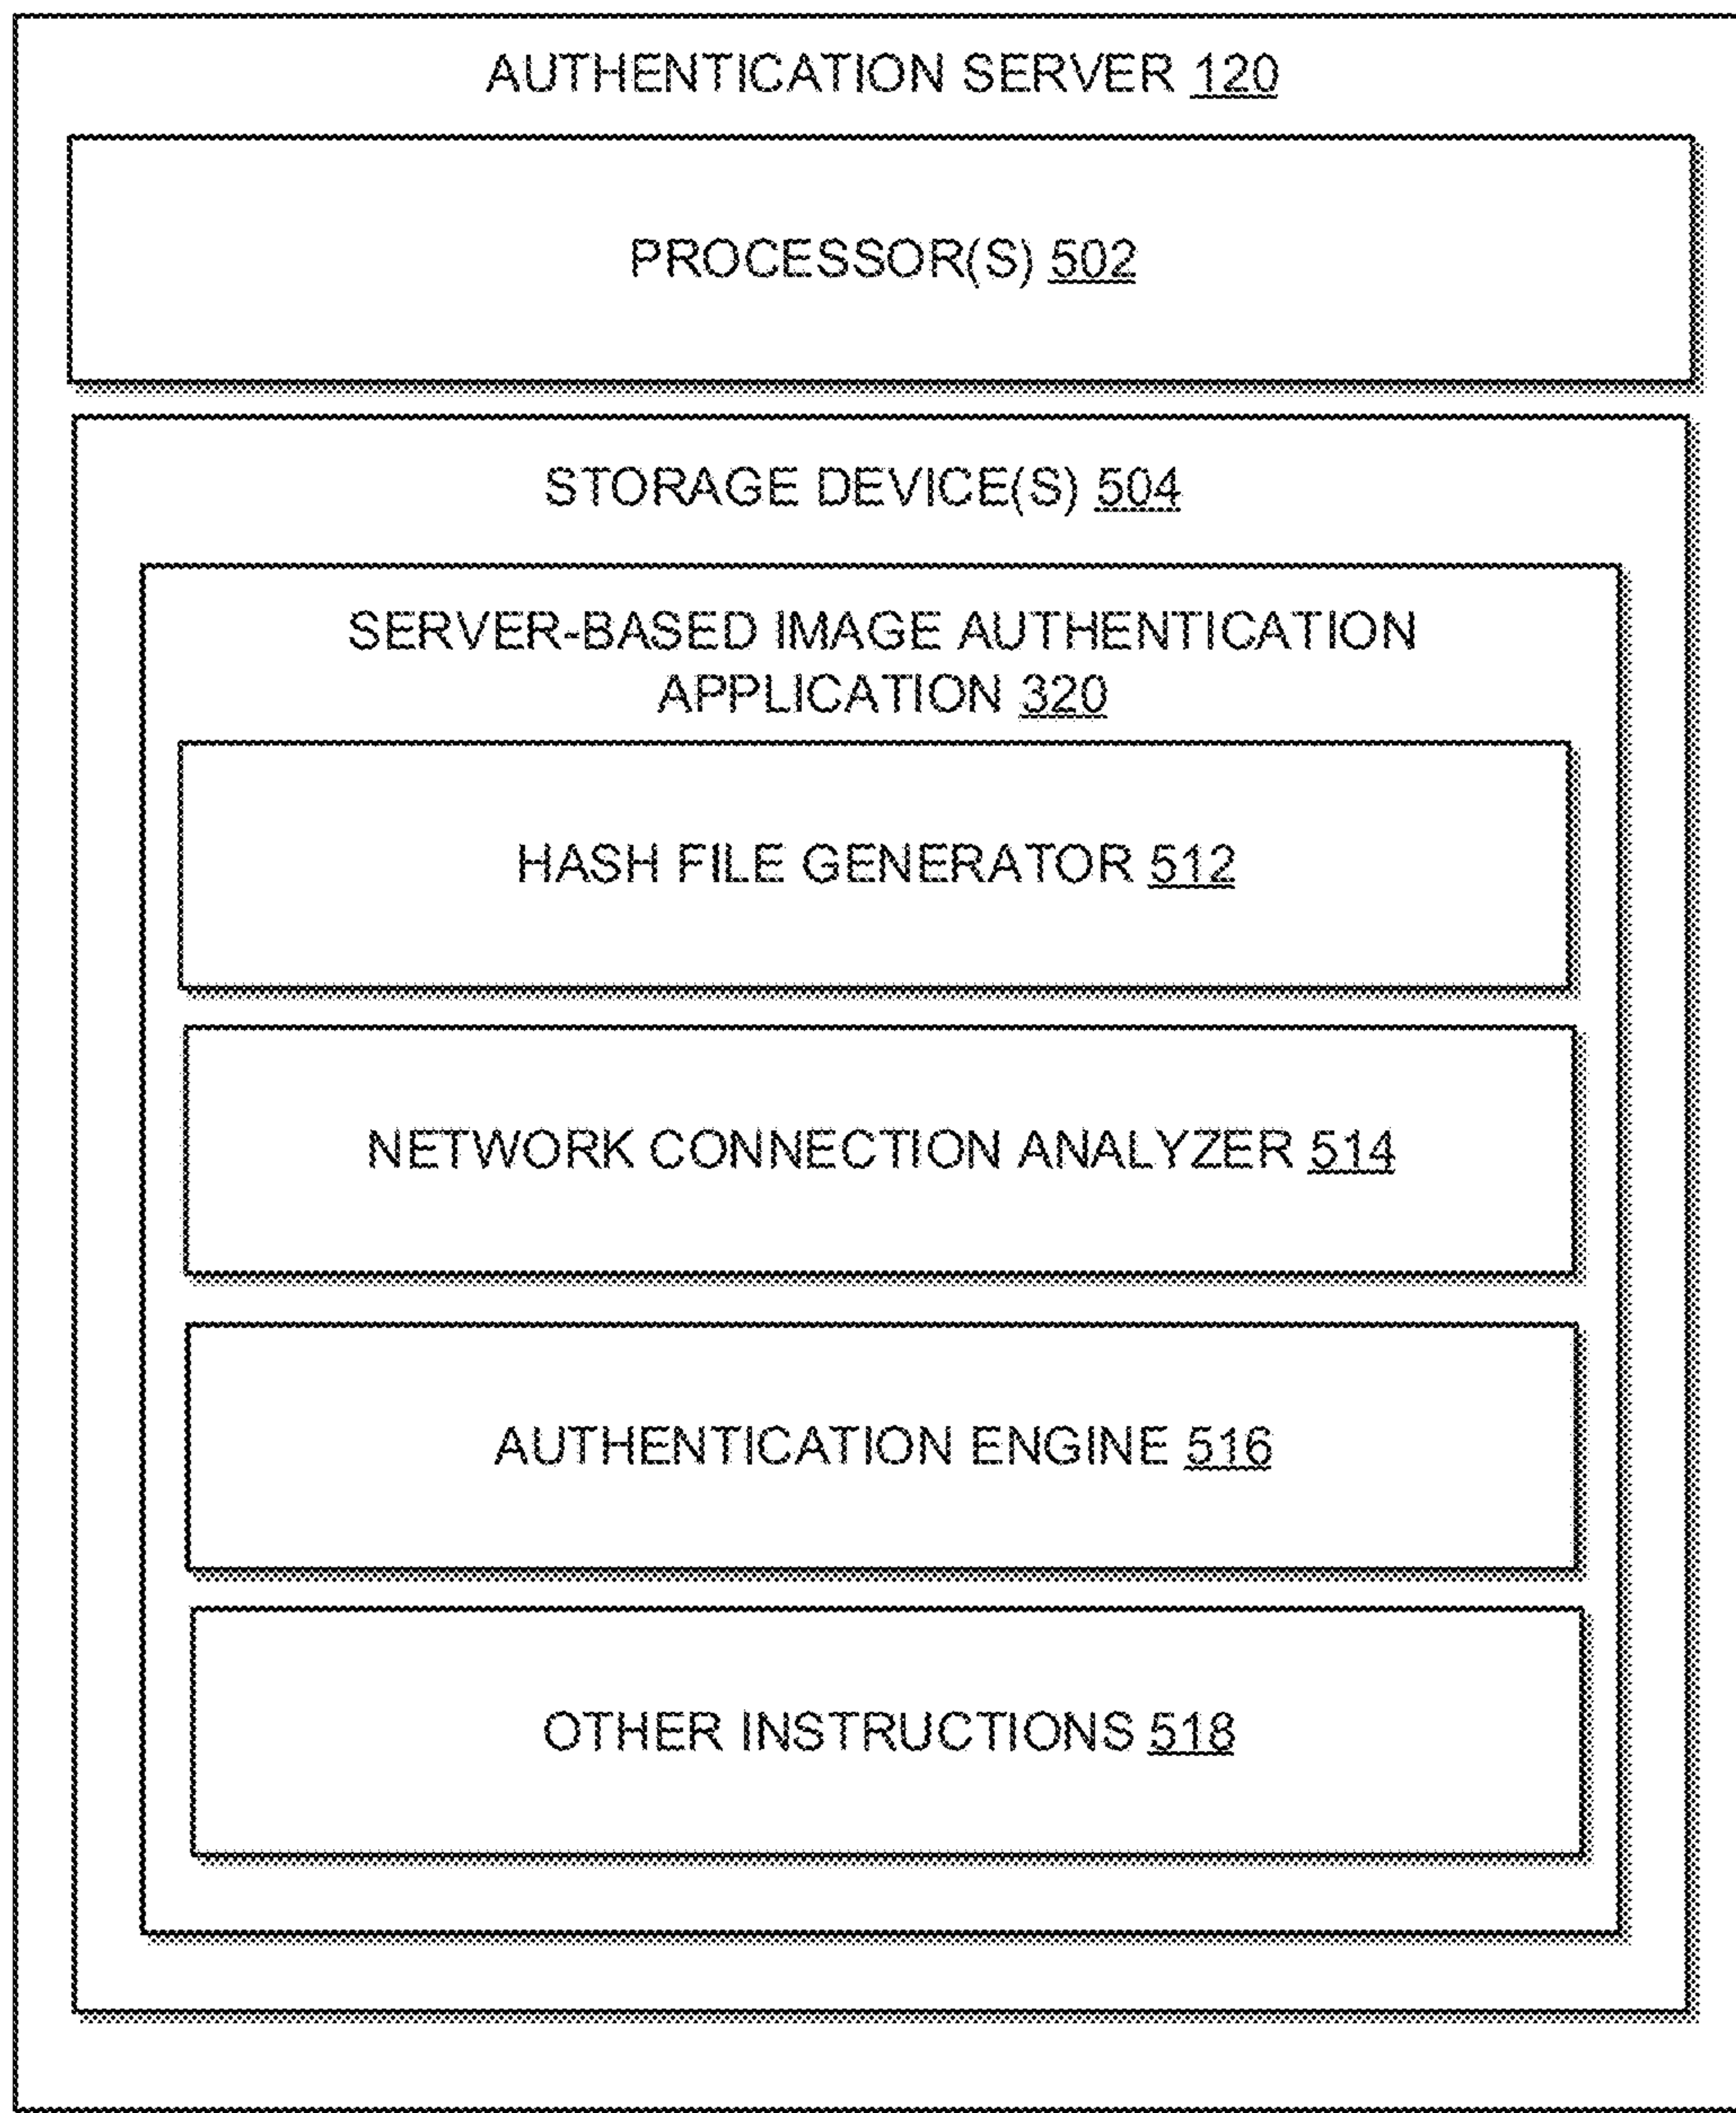 AUTHENTICATION SERVER 120
PROCESSOR(S) 502
STORAGE DEVICE(S) 504
SERVER-BASED IMAGE AUTHENTICATION
APPLICATION 320
HASH FILE GENERATOR 512
NETWORK CONNECTION ANALYZER 514
AUTHENTICATION ENGINE 516
OTHER INSTRUCTIONS 518